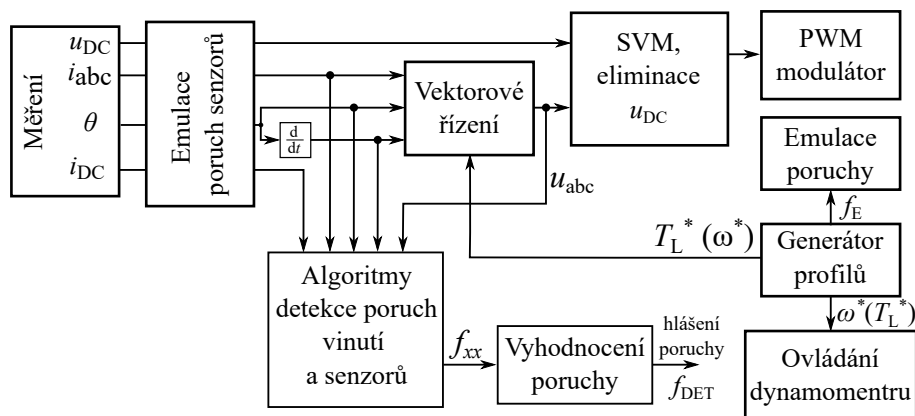 Měření
u_DC
i_abc
θ
i_DC
Emulace
poruch senzorů
d
dt
Vektorové
řízení
SVM,
eliminace
u_DC
PWM
modulátor
Emulace
poruchy
f_E
u_abc
T_L* (ω*)
Generátor
profilů
ω*(T_L*)
Algoritmy
detekce poruch
vinutí
a senzorů
f_xx
Vyhodnocení
poruchy
hlášení
poruchy
f_DET
Ovládání
dynamomentru